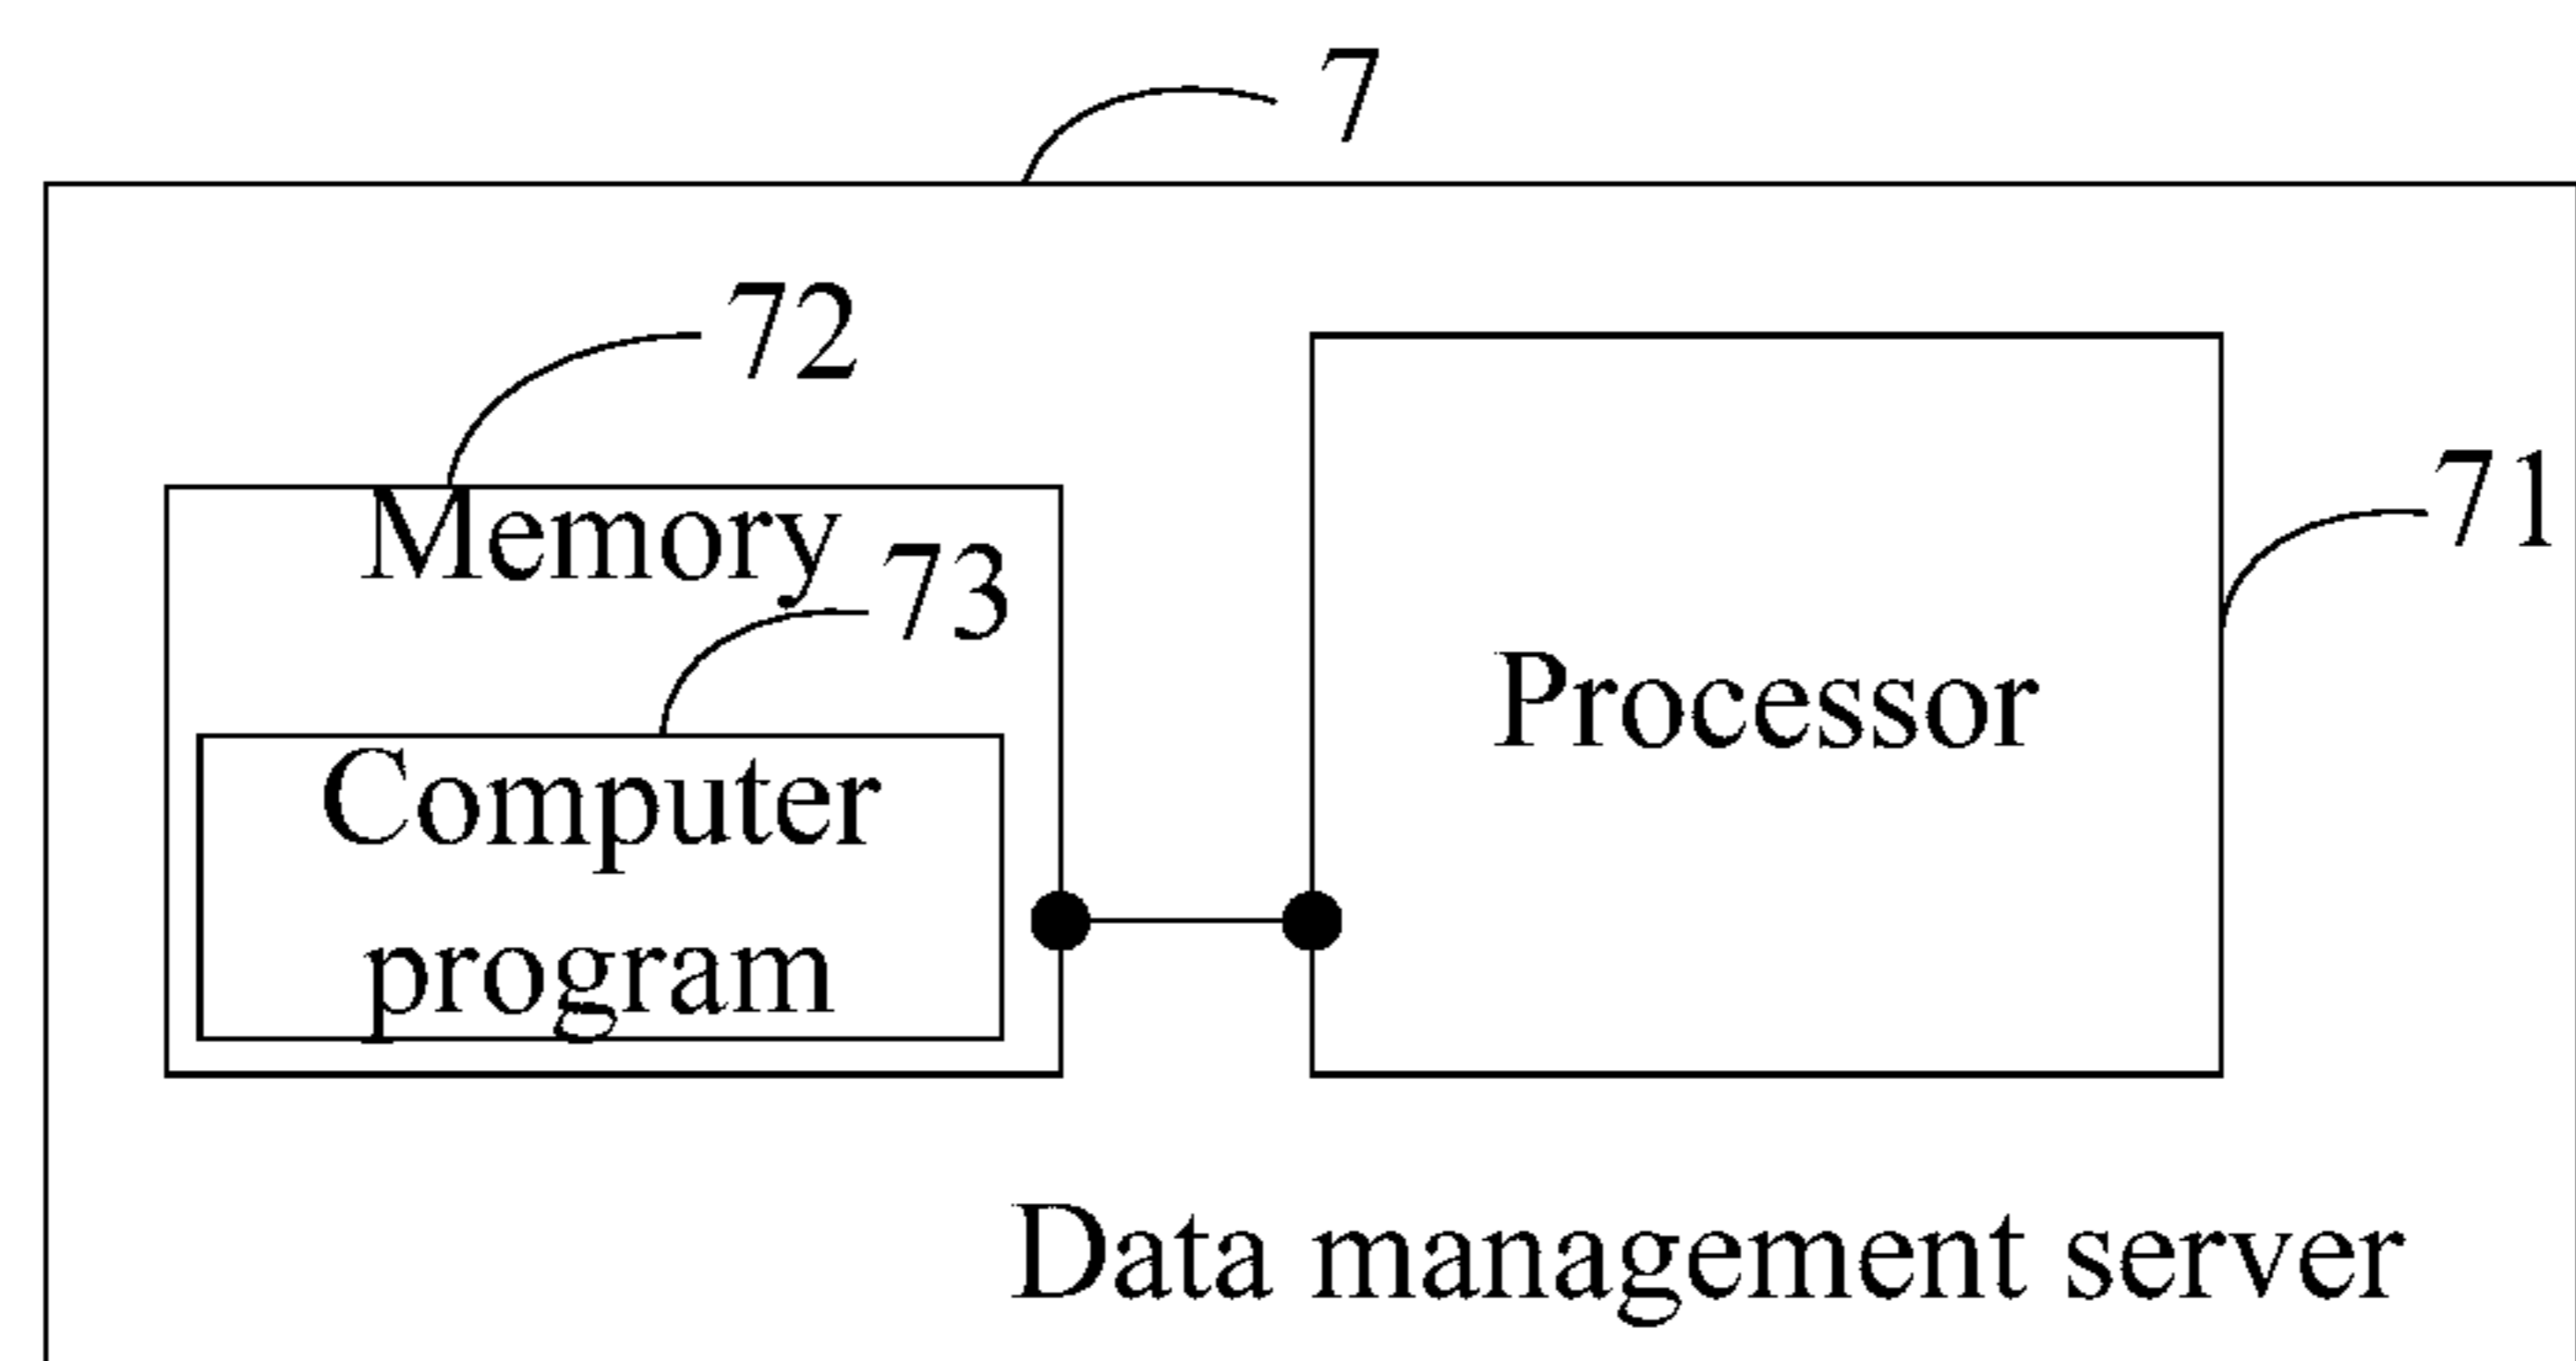 7
72
71
Memory
73
Processor
Computer
program
Data management server